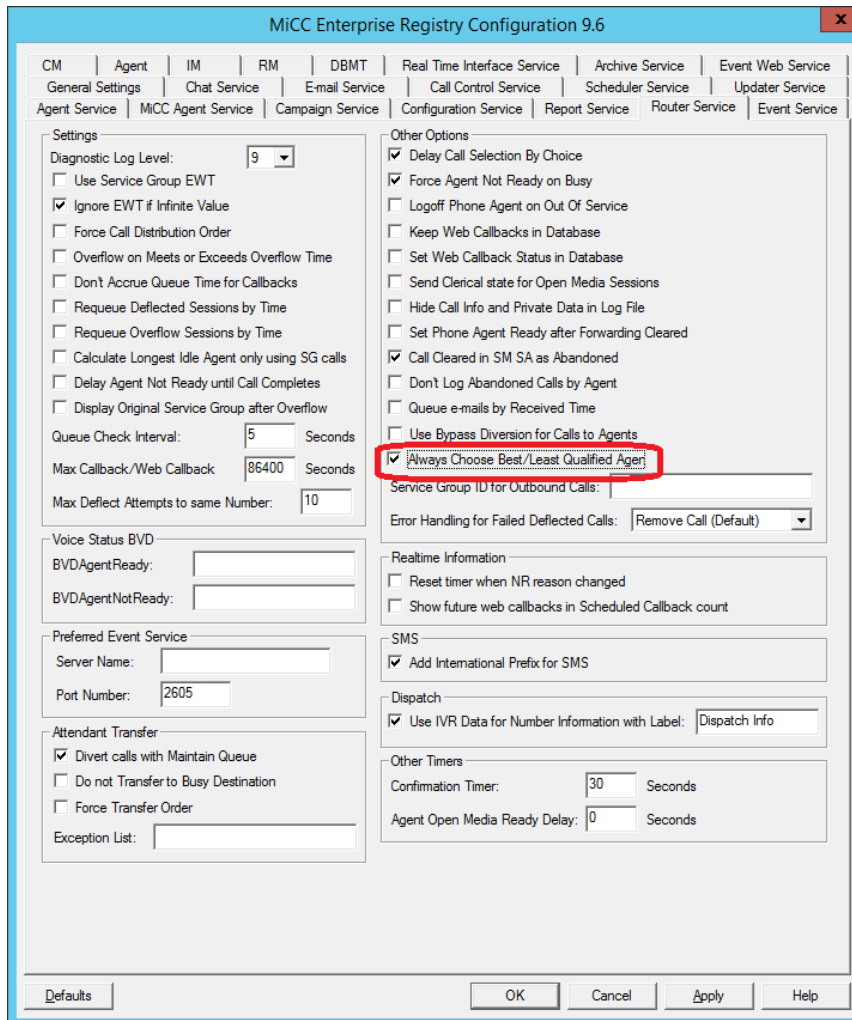 MiCC Enterprise Registry Configuration 9.6
x
CM Agent IM RM DBMT Real Time Interface Service Archive Service Event Web Service
General Settings Chat Service E-mail Service Call Control Service Scheduler Service Updater Service
Agent Service MiCC Agent Service Campaign Service Configuration Service Report Service Router Service Event Service
Settings
Diagnostic Log Level: 9
Use Service Group EWT
Ignore EWT if Infinite Value
Force Call Distribution Order
Overflow on Meets or Exceeds Overflow Time
Don't Accrue Queue Time for Callbacks
Requeue Deflected Sessions by Time
Requeue Overflow Sessions by Time
Calculate Longest Idle Agent only using SG calls
Delay Agent Not Ready until Call Completes
Display Original Service Group after Overflow
Queue Check Interval: 5 Seconds
Max Callback/Web Callback 86400 Seconds
Max Deflect Attempts to same Number: 10
Voice Status BVD
BVDAgentReady:
BVDAgentNotReady:
Preferred Event Service
Server Name:
Port Number: 2605
Attendant Transfer
Divert calls with Maintain Queue
Do not Transfer to Busy Destination
Force Transfer Order
Exception List:
Other Options
Delay Call Selection By Choice
Force Agent Not Ready on Busy
Logoff Phone Agent on Out Of Service
Keep Web Callbacks in Database
Set Web Callback Status in Database
Send Clerical state for Open Media Sessions
Hide Call Info and Private Data in Log File
Set Phone Agent Ready after Forwarding Cleared
Call Cleared in SM SA as Abandoned
Don't Log Abandoned Calls by Agent
Queue e-mails by Received Time
Use Bypass Diversion for Calls to Agents
Always Choose Best/Least Qualified Agen
Service Group ID for Outbound Calls:
Error Handling for Failed Deflected Calls: Remove Call (Default)
Realtime Information
Reset timer when NR reason changed
Show future web callbacks in Scheduled Callback count
SMS
Add International Prefix for SMS
Dispatch
Use IVR Data for Number Information with Label: Dispatch Info
Other Timers
Confirmation Timer: 30 Seconds
Agent Open Media Ready Delay: 0 Seconds
Defaults OK Cancel Apply Help